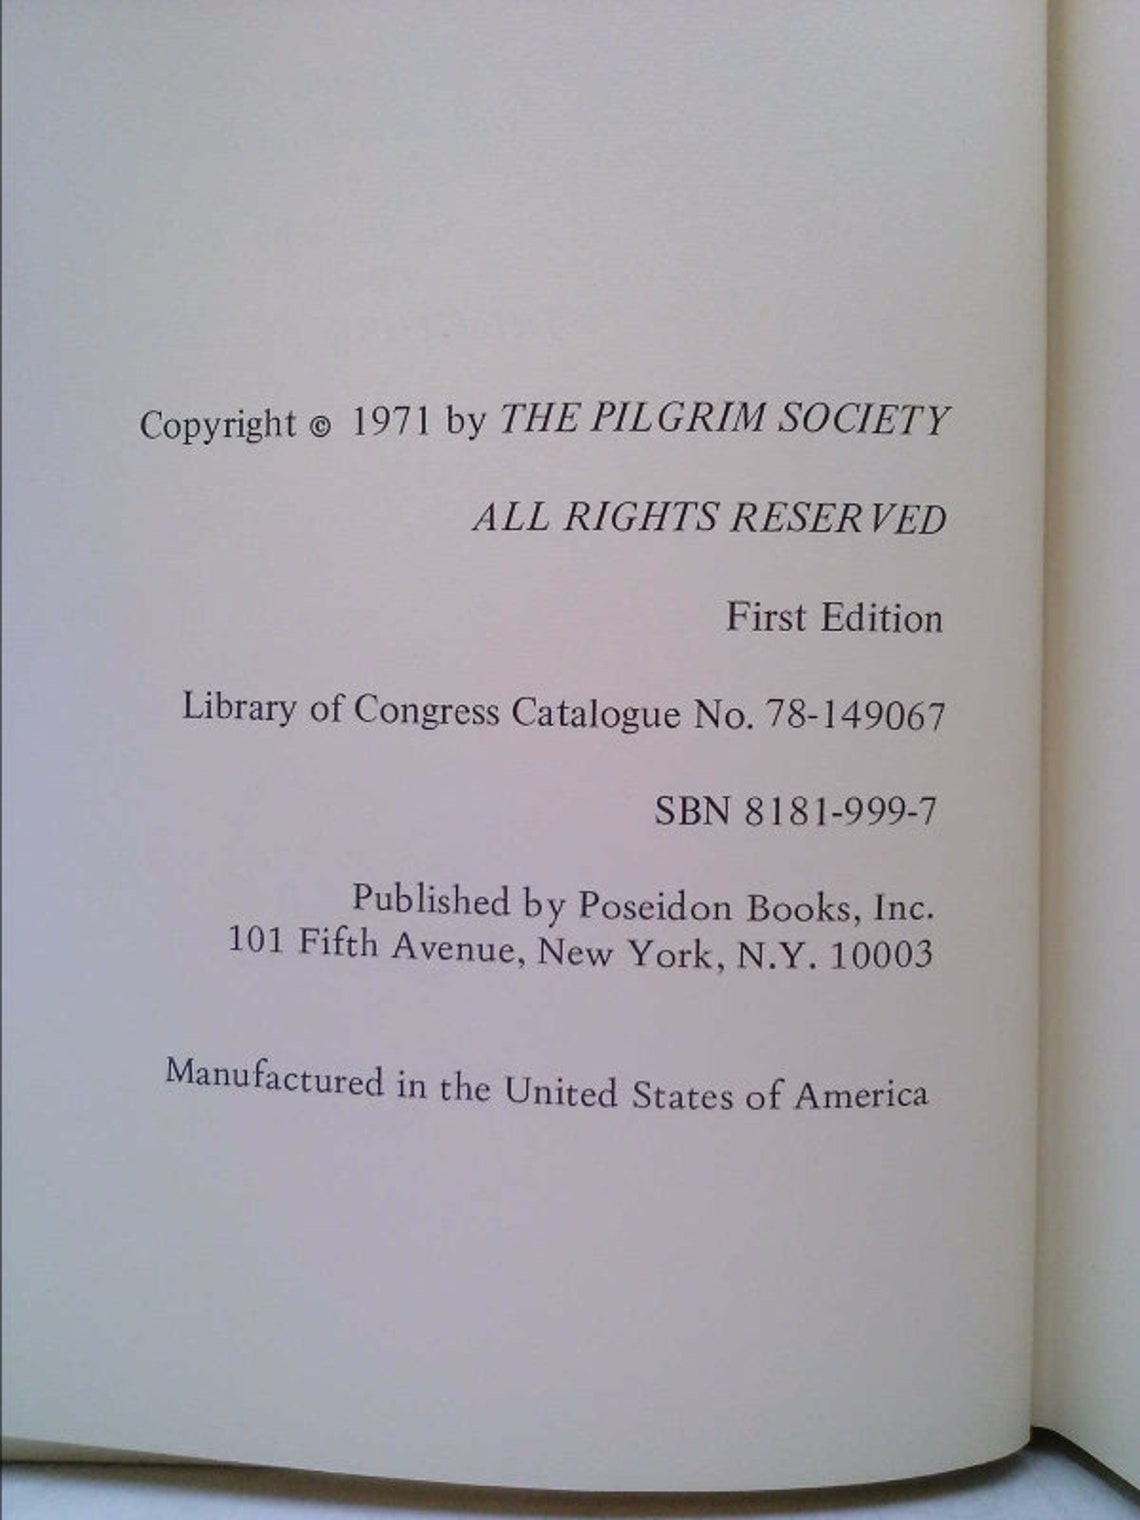 Copyright © 1971 by THE PILGRIM SOCIETY
ALL RIGHTS RESERVED
First Edition
Library of Congress Catalogue No. 78-149067
SBN 8181-999-7
Published by Poseidon Books, Inc.
101 Fifth Avenue, New York, N.Y. 10003
Manufactured in the United States of America